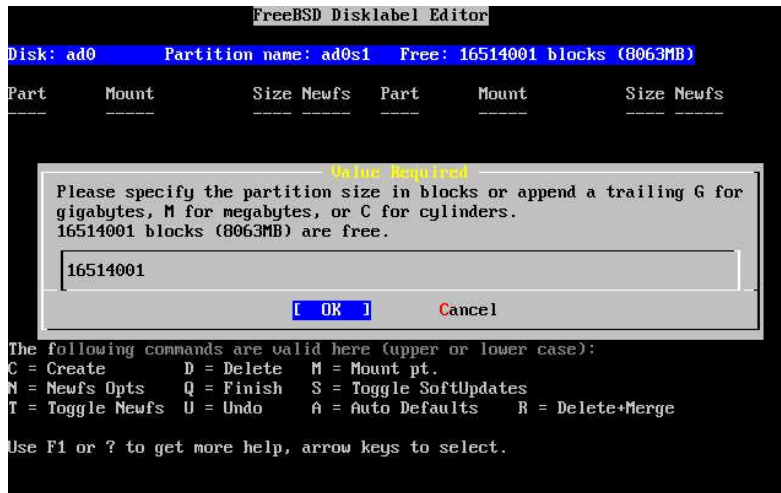 FreeBSD Disklabel Editor
Disk: ad0 Partition name: ad0s1 Free: 16514001 blocks (8063MB)
Part Mount Size Newfs Part Mount Size Newfs
---- ----- ---- ----- ---- ----- ---- -----
Value Required
Please specify the partition size in blocks or append a trailing G for
gigabytes, M for megabytes, or C for cylinders.
16514001 blocks (8063MB) are free.
16514001
[ OK ] Cancel
The following commands are valid here (upper or lower case):
C = Create D = Delete M = Mount pt.
N = Newfs Opts Q = Finish S = Toggle SoftUpdates
T = Toggle Newfs U = Undo A = Auto Defaults R = Delete+Merge
Use F1 or ? to get more help, arrow keys to select.